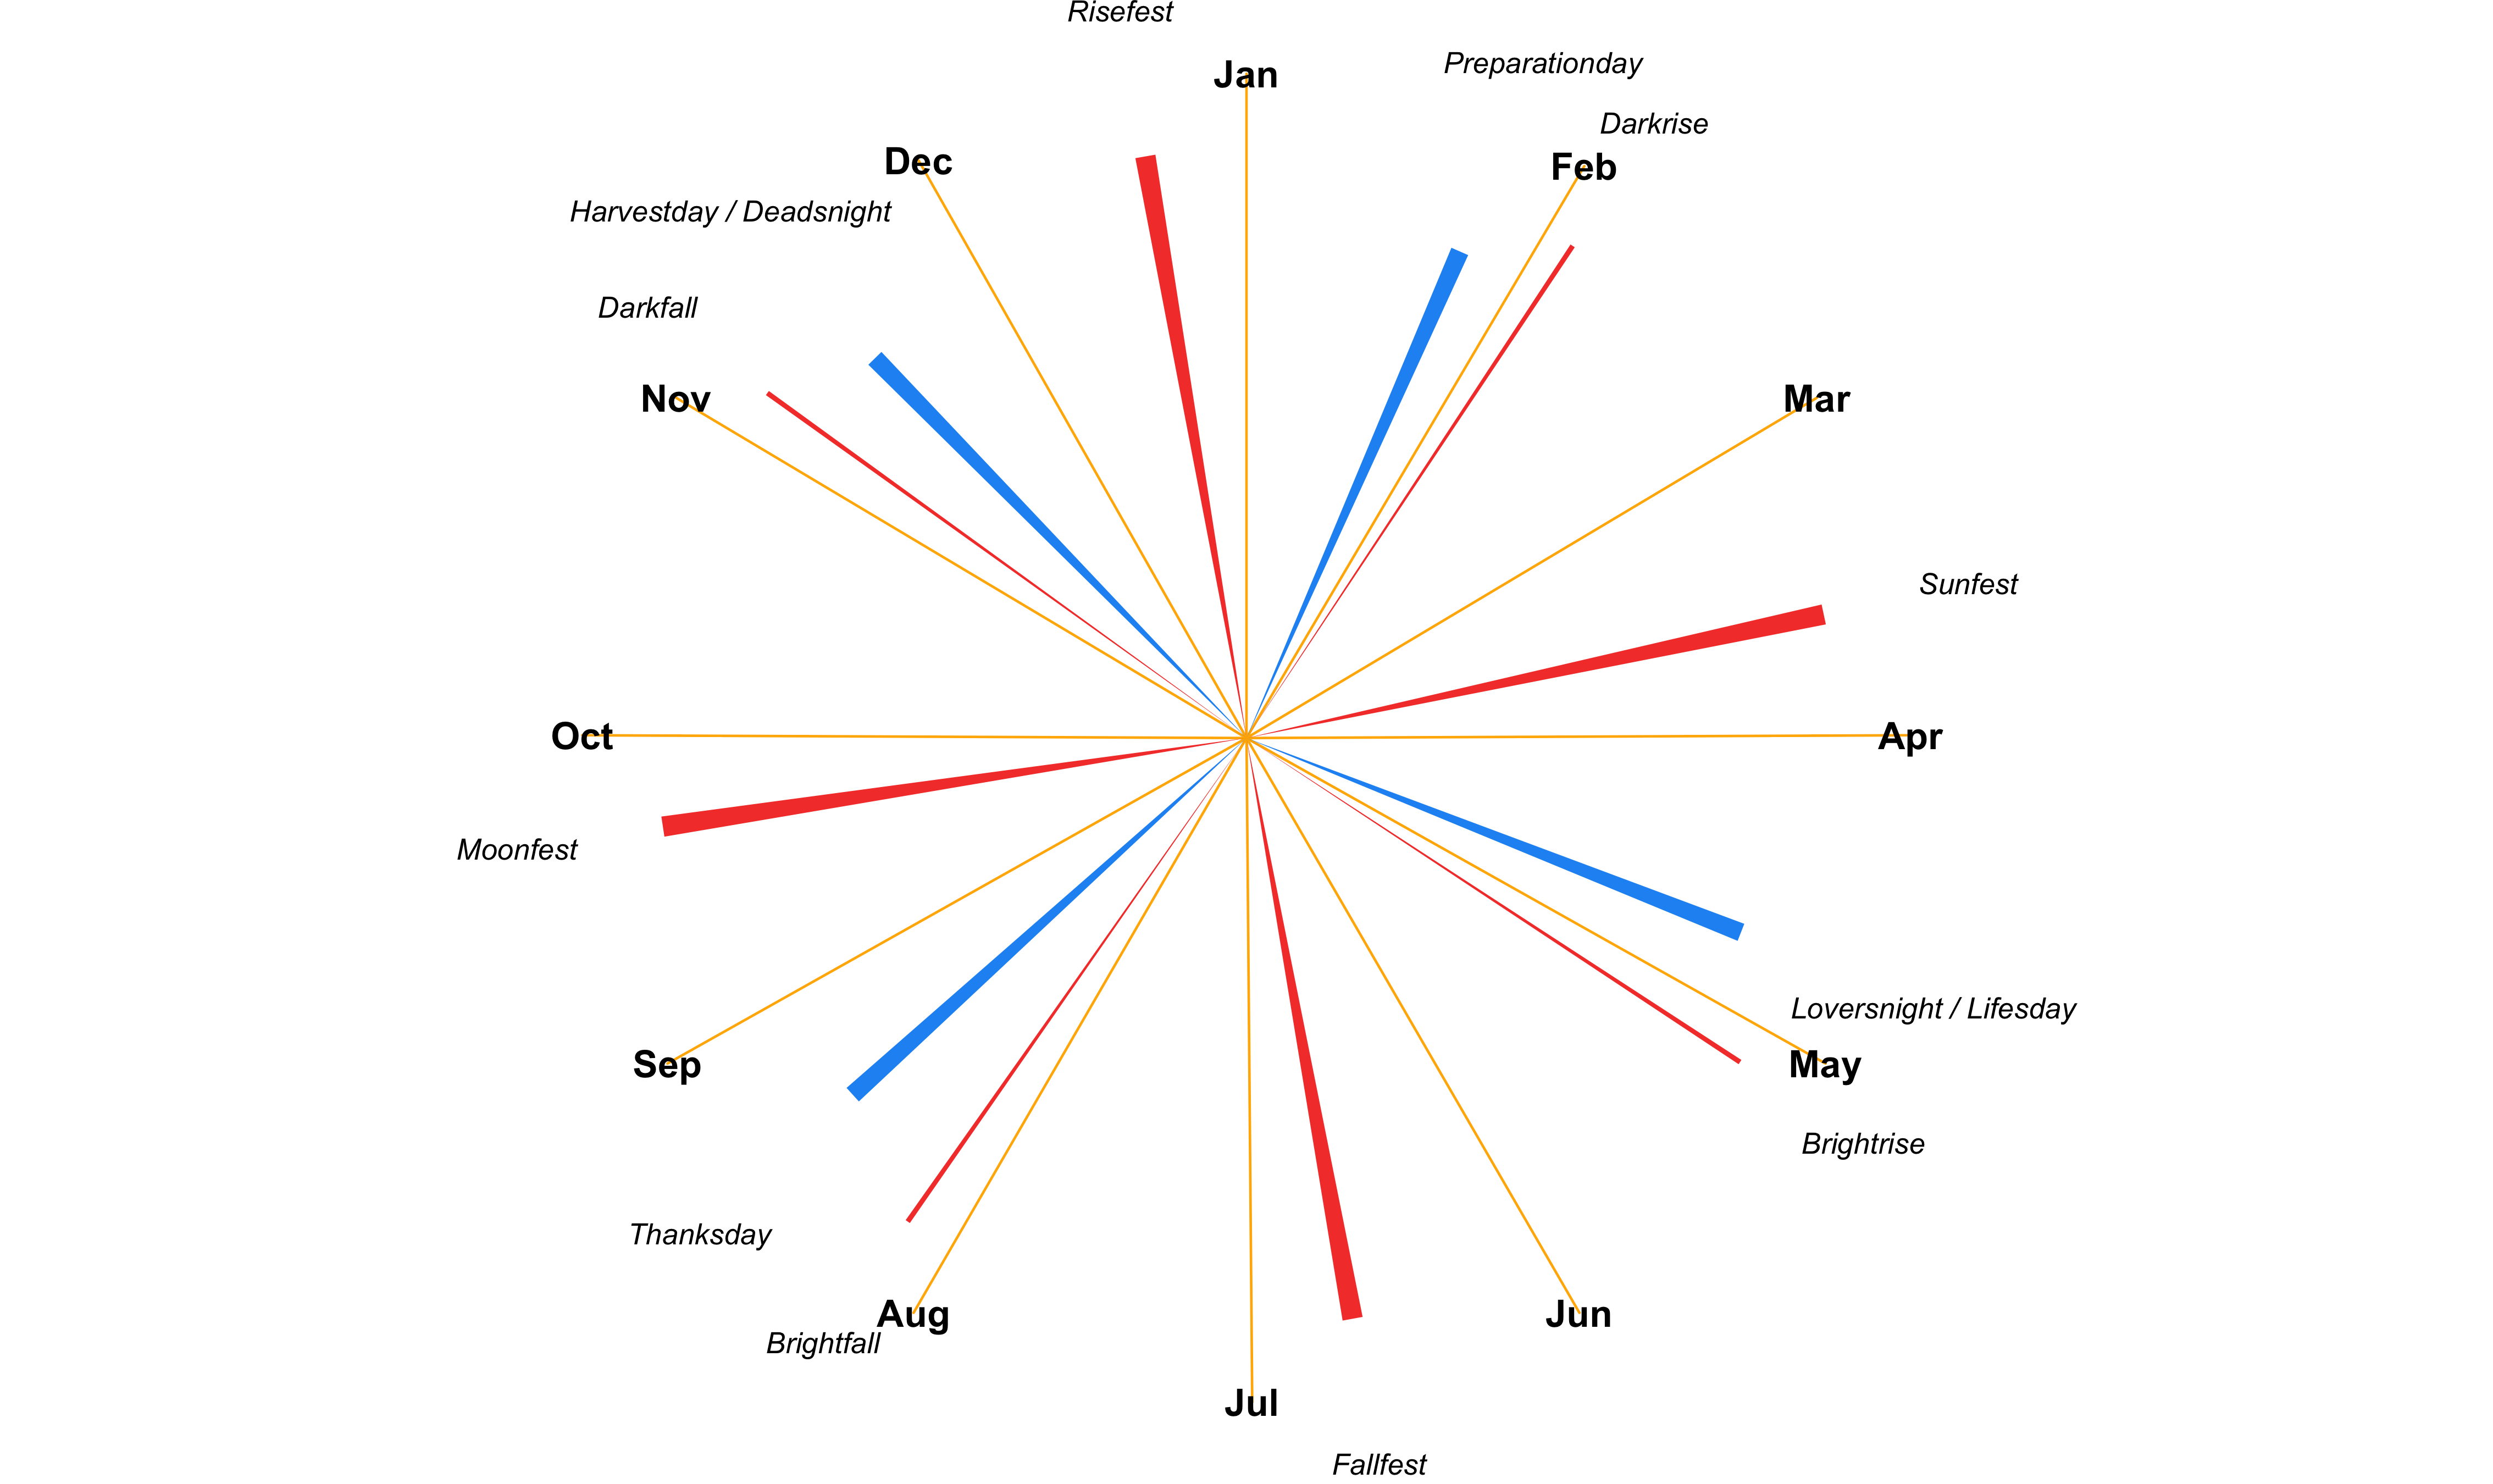 Risefest
Jan
Preparationday
Darkrise
Dec
Feb
Harvestday / Deadsnight
Darkfall
Nov
Mar
Sunfest
Oct
Apr
Moonfest
Loversnight / Lifesday
Sep
May
Brightrise
Thanksday
Aug
Jun
Brightfall
Jul
Fallfest